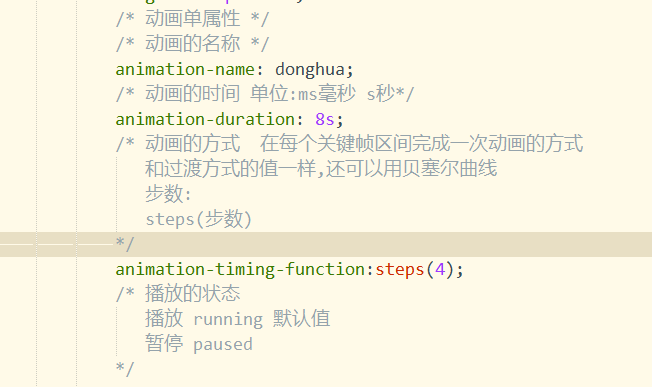 /* 动画单属性 */
/* 动画的名称 */
animation-name: donghua;
/* 动画的时间 单位:ms毫秒 s秒*/
animation-duration: 8s;
/* 动画的方式  在每个关键帧区间完成一次动画的方式
和过渡方式的值一样,还可以用贝塞尔曲线
步数:
steps(步数)
*/
animation-timing-function:steps(4);
/* 播放的状态
播放 running 默认值
暂停 paused
*/